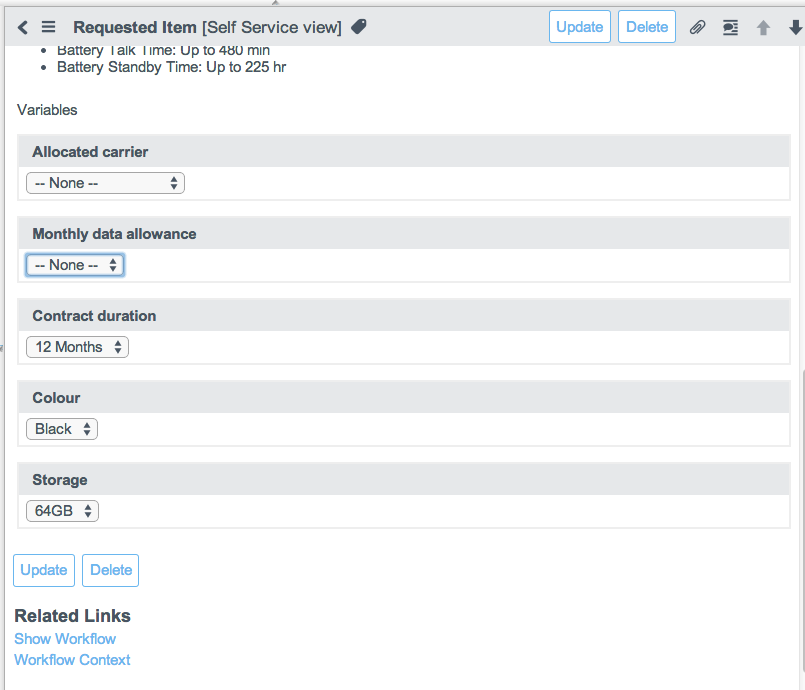 Requested Item [Self Service view]
Update
Delete
• Battery Talk Time: Up to 480 min
• Battery Standby Time: Up to 225 hr
Variables
Allocated carrier
-- None --
Monthly data allowance
-- None --
Contract duration
12 Months
Colour
Black
Storage
64GB
Update
Delete
Related Links
Show Workflow
Workflow Context